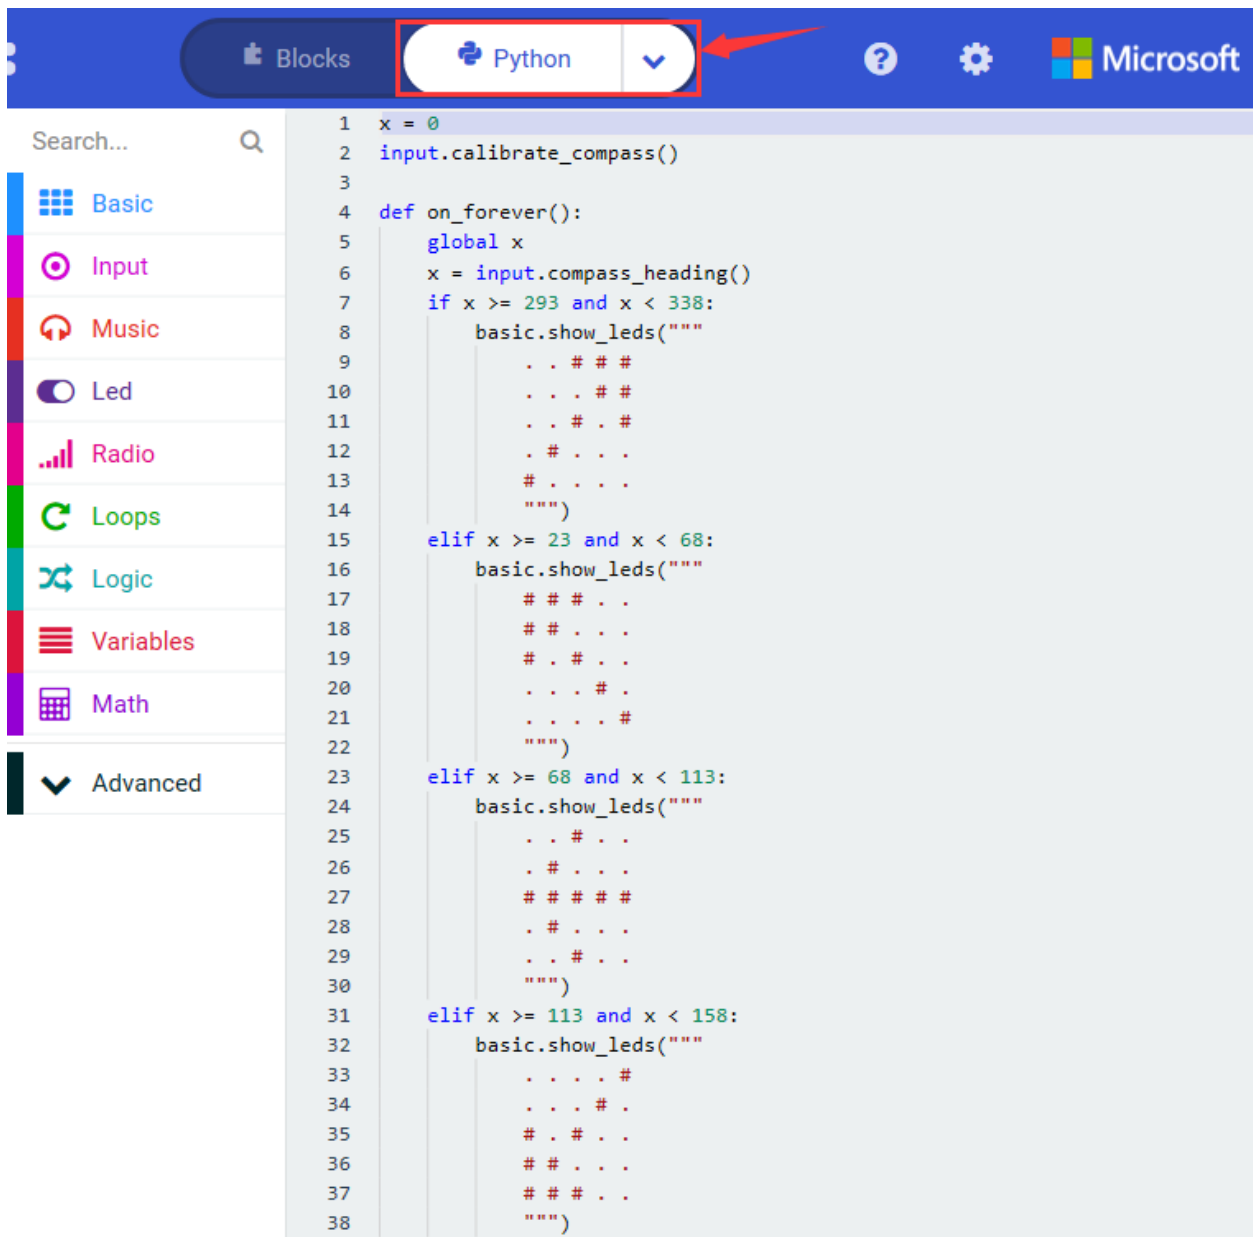 Blocks
Python
Microsoft
Search...
Basic
Input
Music
Led
Radio
Loops
Logic
Variables
Math
Advanced
1 x = 0
2 input.calibrate_compass()
3
4 def on_forever():
5     global x
6     x = input.compass_heading()
7     if x >= 293 and x < 338:
8         basic.show_leds("""
9             . . # # #
10             . . . # #
11             . . # . #
12             . # . . .
13             # . . . .
14             """)
15     elif x >= 23 and x < 68:
16         basic.show_leds("""
17             # # # . .
18             # # . . .
19             # . # . .
20             . . . # .
21             . . . . #
22             """)
23     elif x >= 68 and x < 113:
24         basic.show_leds("""
25             . . # . .
26             . # . . .
27             # # # # #
28             . # . . .
29             . . # . .
30             """)
31     elif x >= 113 and x < 158:
32         basic.show_leds("""
33             . . . . #
34             . . . # .
35             # . # . .
36             # # . . .
37             # # # . .
38             """)